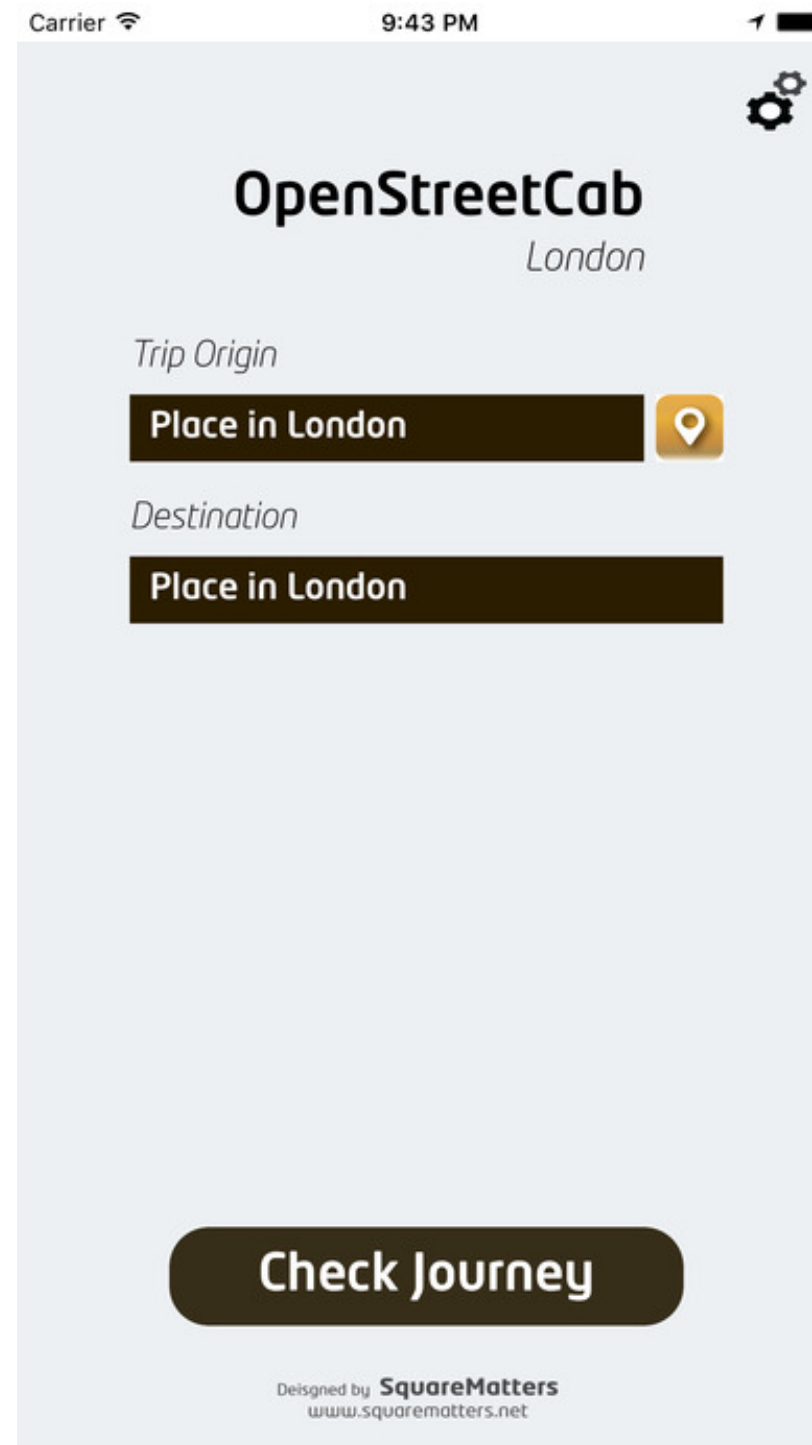 Carrier 9:43 PM
OpenStreetCab
London
Trip Origin
Place in London
Destination
Place in London
Check Journey
Deisgned by SquareMatters
www.squarematters.net